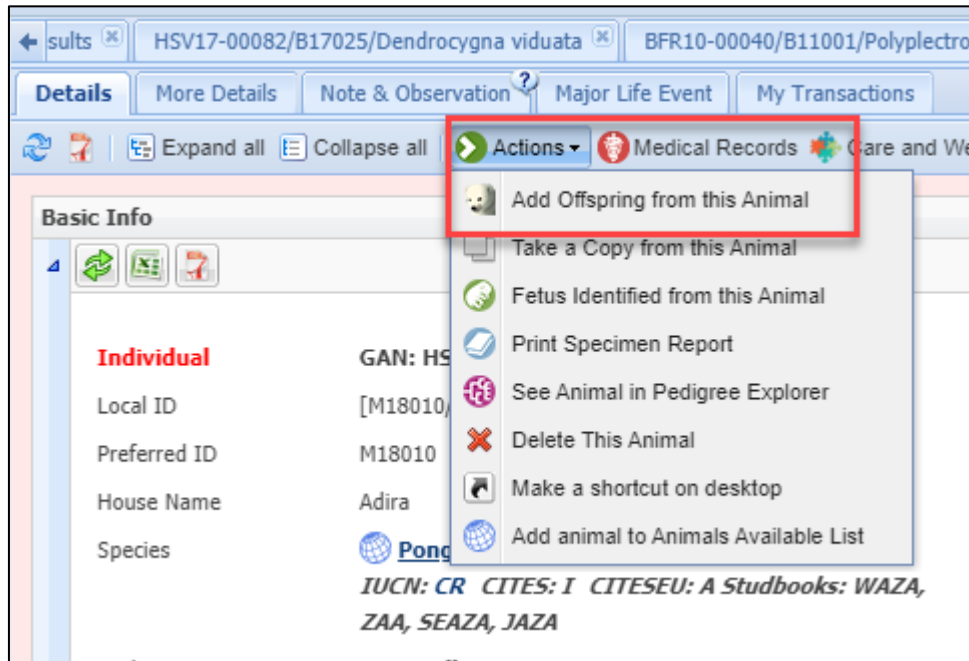 sults HSV17-00082/B17025/Dendrocygna viduata BFR10-00040/B11001/Polyplectro
Details More Details Note & Observation ? Major Life Event My Transactions
Expand all Collapse all Actions Medical Records Care and We
Basic Info
Add Offspring from this Animal
Take a Copy from this Animal
Fetus Identified from this Animal
Print Specimen Report
See Animal in Pedigree Explorer
Delete This Animal
Make a shortcut on desktop
Add animal to Animals Available List
Individual GAN: HS
Local ID [M18010/
Preferred ID M18010
House Name Adira
Species Pong
IUCN: CR CITES: I CITESEU: A Studbooks: WAZA,
ZAA, SEAZA, JAZA